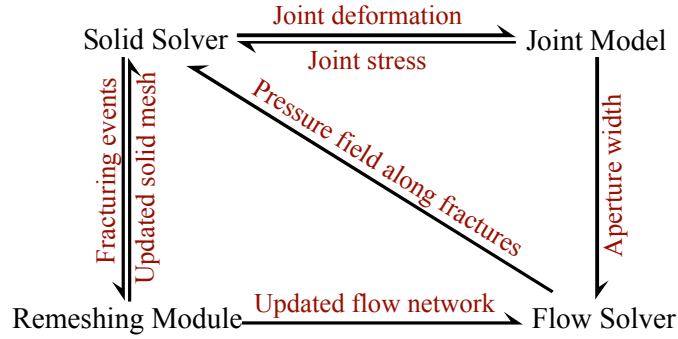 Joint deformation
Solid Solver
Joint Model
Joint stress
Pressure field along fractures
Fracturing events
Updated solid mesh
Aperture width
Updated flow network
Remeshing Module
Flow Solver